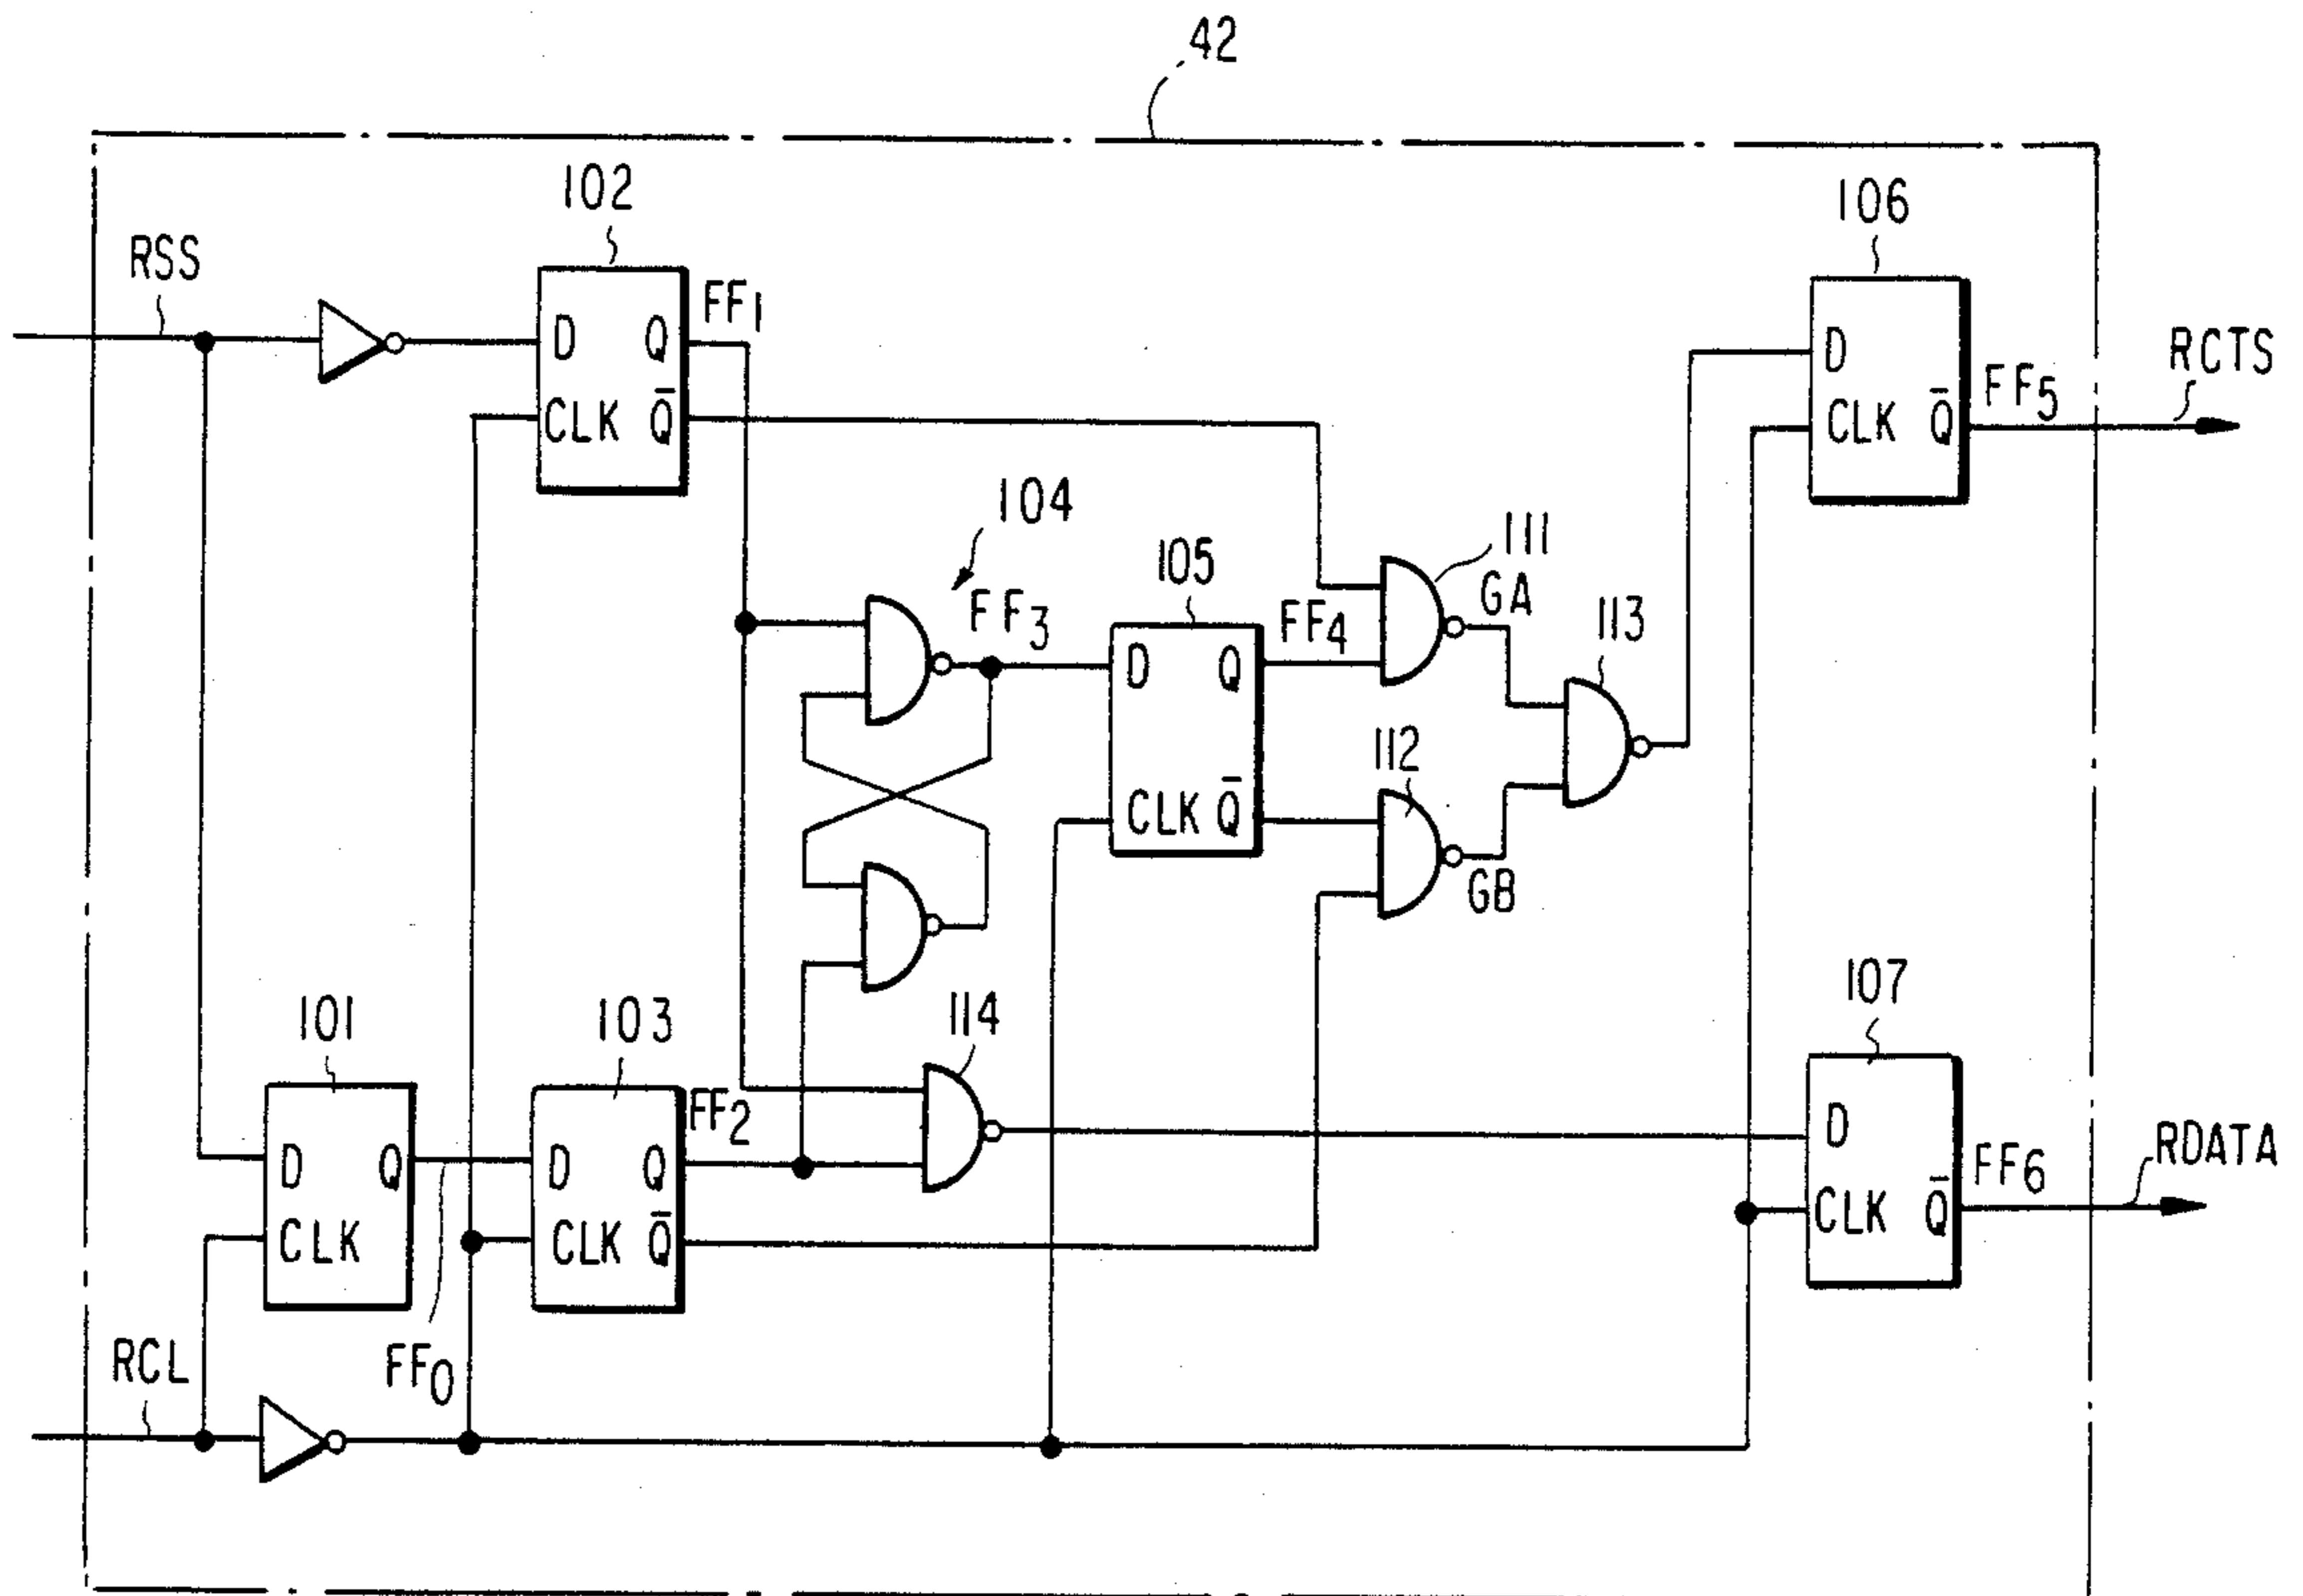 42
102
106
RSS
D Q FF1
CLK Q̅
D
CLK Q̅ FF5
RCTS
104
105
111
GA
FF3
D Q FF4
CLK Q̅
113
112
GB
101
103
114
107
D Q
CLK
FF0
D Q FF2
CLK Q̅
D
CLK Q̅ FF6
RDATA
RCL